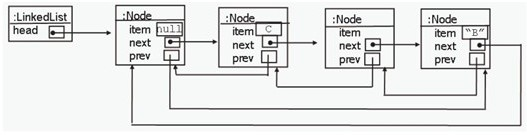 :LinkedList
head
:Node
item null
next
prev
:Node
item C
next
prev
:Node
item
next
prev
:Node
item "B"
next
prev